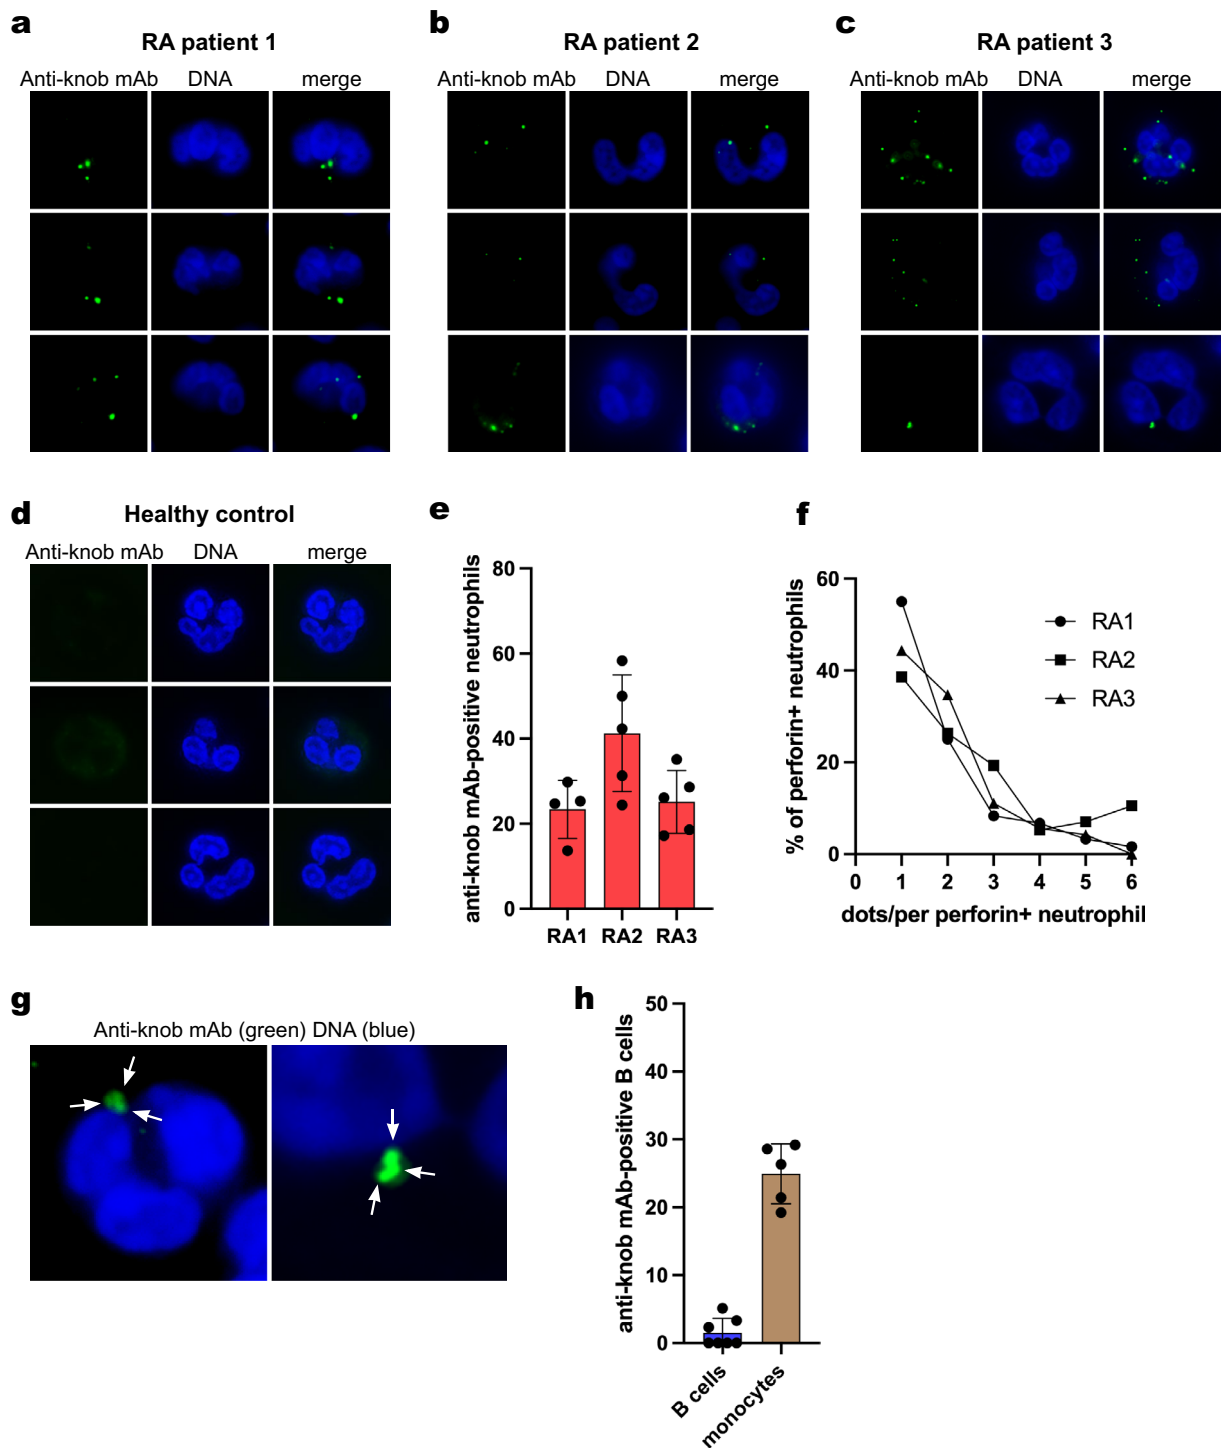 a
RA patient 1
Anti-knob mAb DNA merge
b
RA patient 2
Anti-knob mAb DNA merge
c
RA patient 3
Anti-knob mAb DNA merge
d
Healthy control
Anti-knob mAb DNA merge
e
anti-knob mAb-positive neutrophils
80
60
40
20
0
RA1 RA2 RA3
f
% of perforin+ neutrophils
60
40
20
0
0 1 2 3 4 5 6
dots/per perforin+ neutrophil
RA1
RA2
RA3
g
Anti-knob mAb (green) DNA (blue)
h
anti-knob mAb-positive B cells
50
40
30
20
10
0
B cells
monocytes